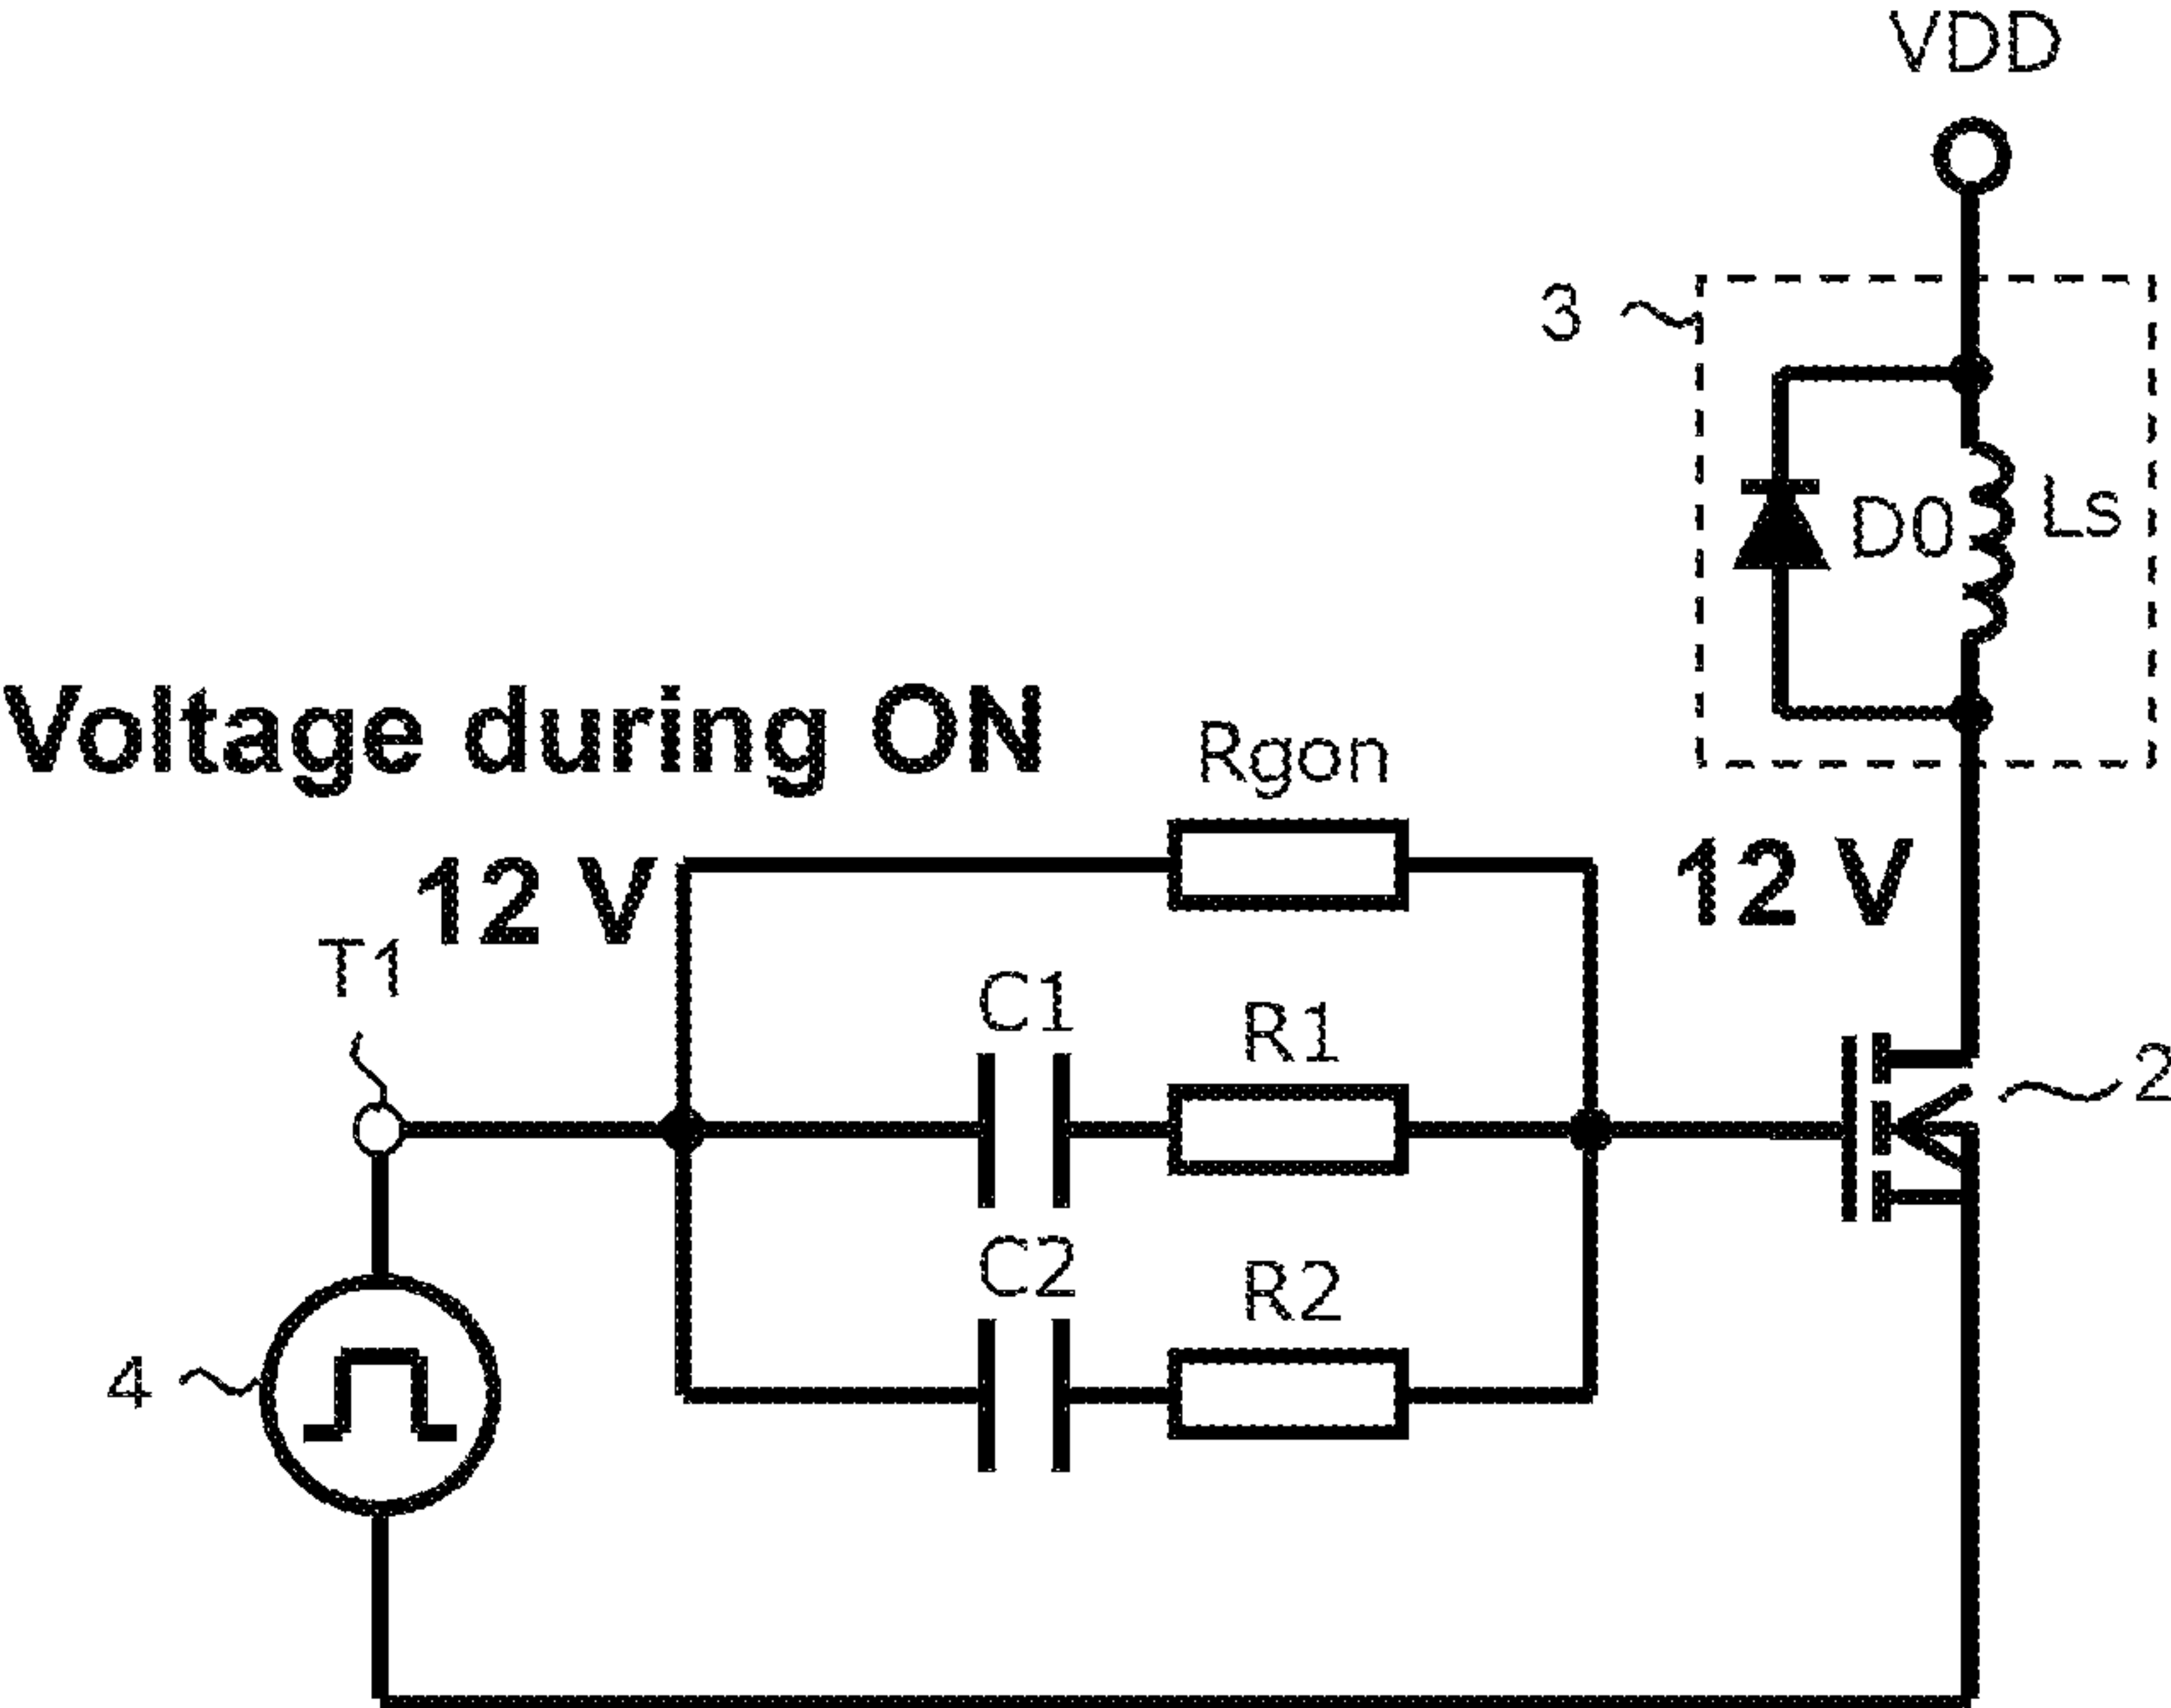 VDD
3
D0
Ls
Voltage during ON
Rgon
12 V
12 V
T1
C1
R1
2
C2
R2
4